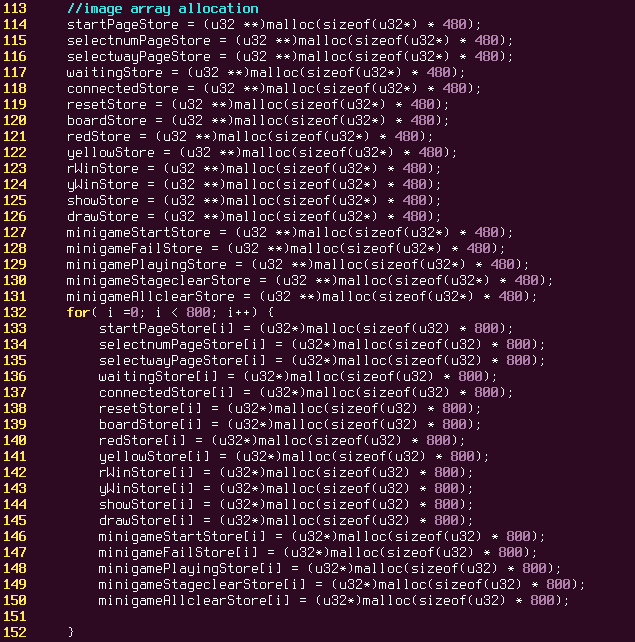 113 //image array allocation
114 startPageStore = (u32 **)malloc(sizeof(u32*) * 480);
115 selectnumPageStore = (u32 **)malloc(sizeof(u32*) * 480);
116 selectwayPageStore = (u32 **)malloc(sizeof(u32*) * 480);
117 waitingStore = (u32 **)malloc(sizeof(u32*) * 480);
118 connectedStore = (u32 **)malloc(sizeof(u32*) * 480);
119 resetStore = (u32 **)malloc(sizeof(u32*) * 480);
120 boardStore = (u32 **)malloc(sizeof(u32*) * 480);
121 redStore = (u32 **)malloc(sizeof(u32*) * 480);
122 yellowStore = (u32 **)malloc(sizeof(u32*) * 480);
123 rWinStore = (u32 **)malloc(sizeof(u32*) * 480);
124 yWinStore = (u32 **)malloc(sizeof(u32*) * 480);
125 showStore = (u32 **)malloc(sizeof(u32*) * 480);
126 drawStore = (u32 **)malloc(sizeof(u32*) * 480);
127 minigameStartStore = (u32 **)malloc(sizeof(u32*) * 480);
128 minigameFailStore = (u32 **)malloc(sizeof(u32*) * 480);
129 minigamePlayingStore = (u32 **)malloc(sizeof(u32*) * 480);
130 minigameStageclearStore = (u32 **)malloc(sizeof(u32*) * 480);
131 minigameAllclearStore = (u32 **)malloc(sizeof(u32*) * 480);
132 for( i =0; i < 800; i++) {
133 startPageStore[i] = (u32*)malloc(sizeof(u32) * 800);
134 selectnumPageStore[i] = (u32*)malloc(sizeof(u32) * 800);
135 selectwayPageStore[i] = (u32*)malloc(sizeof(u32) * 800);
136 waitingStore[i] = (u32*)malloc(sizeof(u32) * 800);
137 connectedStore[i] = (u32*)malloc(sizeof(u32) * 800);
138 resetStore[i] = (u32*)malloc(sizeof(u32) * 800);
139 boardStore[i] = (u32*)malloc(sizeof(u32) * 800);
140 redStore[i] = (u32*)malloc(sizeof(u32) * 800);
141 yellowStore[i] = (u32*)malloc(sizeof(u32) * 800);
142 rWinStore[i] = (u32*)malloc(sizeof(u32) * 800);
143 yWinStore[i] = (u32*)malloc(sizeof(u32) * 800);
144 showStore[i] = (u32*)malloc(sizeof(u32) * 800);
145 drawStore[i] = (u32*)malloc(sizeof(u32) * 800);
146 minigameStartStore[i] = (u32*)malloc(sizeof(u32) * 800);
147 minigameFailStore[i] = (u32*)malloc(sizeof(u32) * 800);
148 minigamePlayingStore[i] = (u32*)malloc(sizeof(u32) * 800);
149 minigameStageclearStore[i] = (u32*)malloc(sizeof(u32) * 800);
150 minigameAllclearStore[i] = (u32*)malloc(sizeof(u32) * 800);
151
152 }